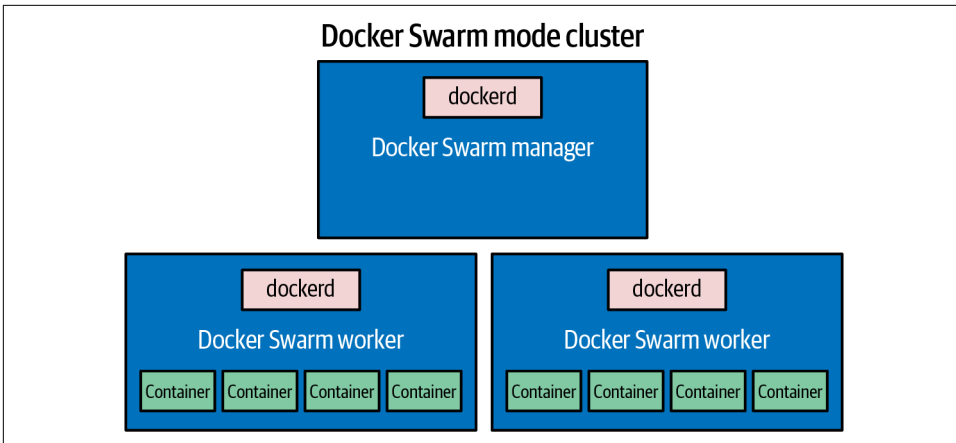 Docker Swarm mode cluster
dockerd
Docker Swarm manager
dockerd
Docker Swarm worker
Container Container Container Container
dockerd
Docker Swarm worker
Container Container Container Container